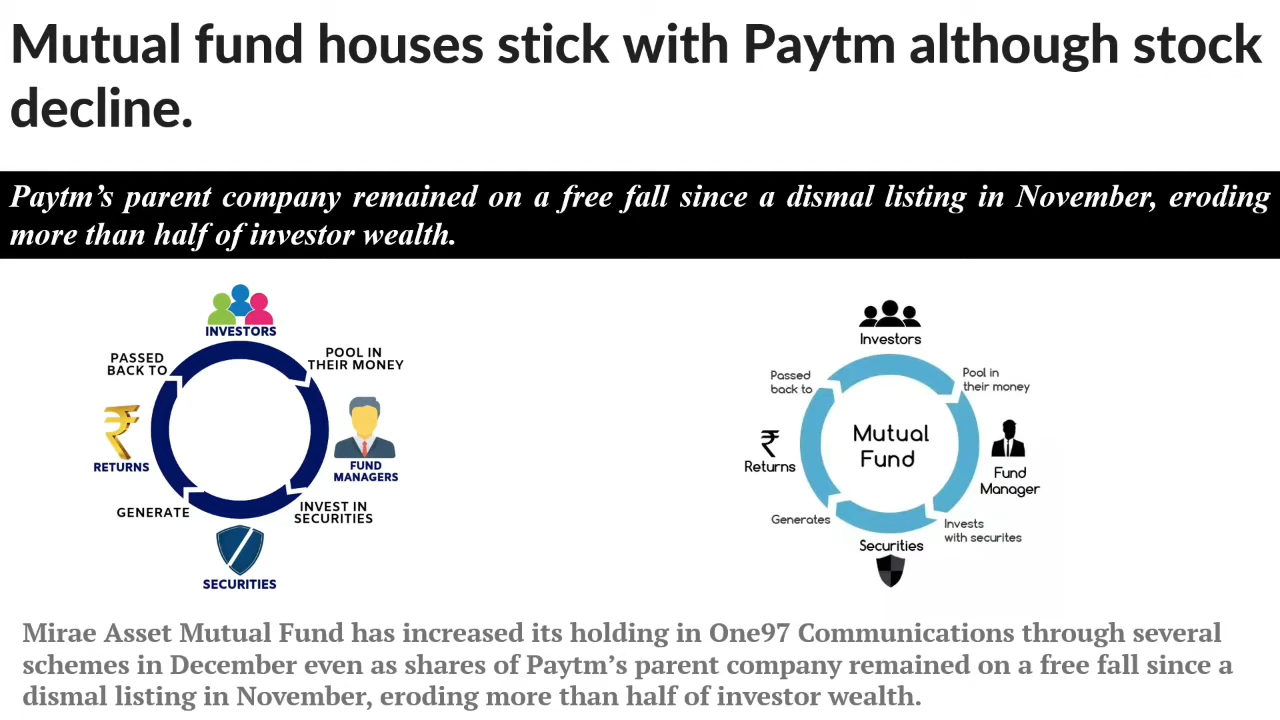 Mutual fund houses stick with Paytm although stock
decline.
Paytm’s parent company remained on a free fall since a dismal listing in November, eroding
more than half of investor wealth.
INVESTORS
POOL IN
THEIR MONEY
FUND
MANAGERS
INVEST IN
SECURITIES
SECURITIES
GENERATE
RETURNS
PASSED
BACK TO
Investors
Pool in
their money
Fund
Manager
Invests
with securites
Securities
Generates
Returns
Passed
back to
Mutual
Fund
Mirae Asset Mutual Fund has increased its holding in One97 Communications through several
schemes in December even as shares of Paytm’s parent company remained on a free fall since a
dismal listing in November, eroding more than half of investor wealth.